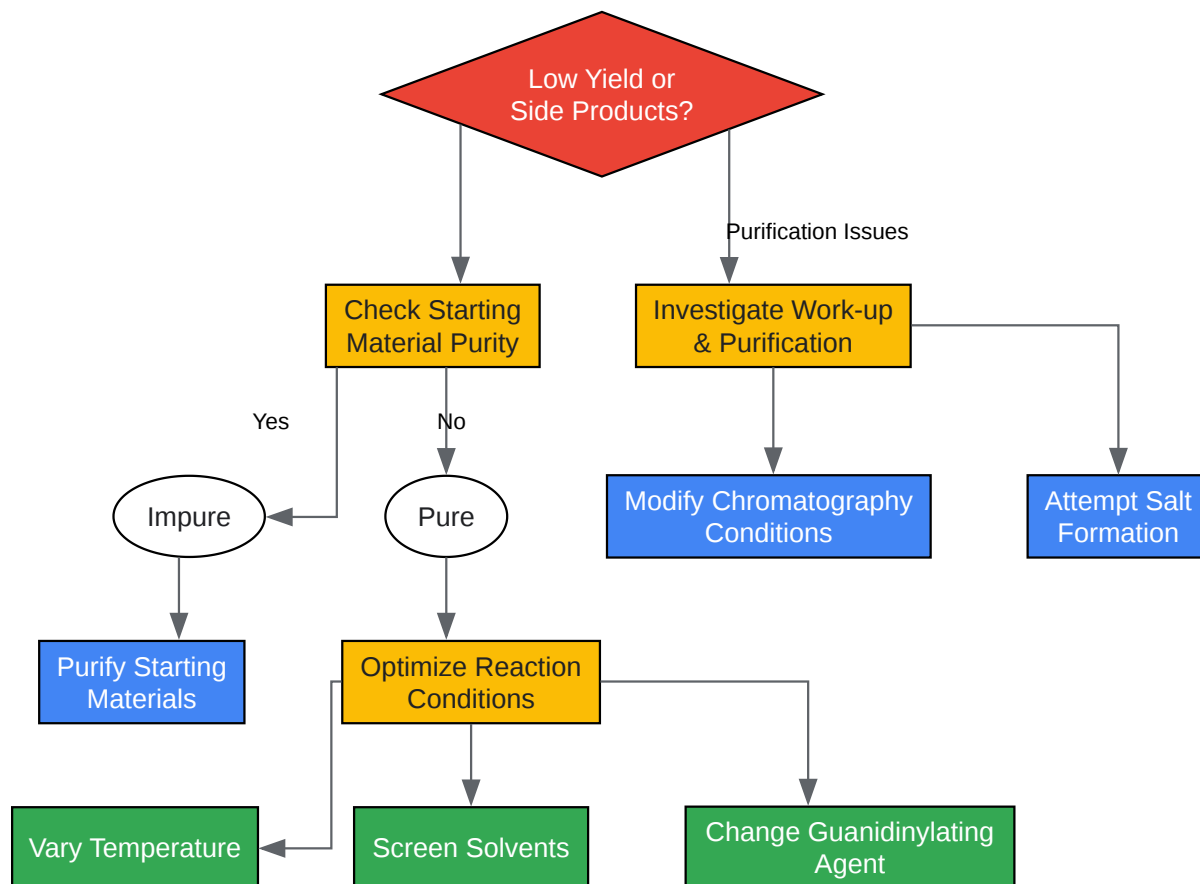 Low Yield or
Side Products?
Purification Issues
Check Starting
Material Purity
Investigate Work-up
& Purification
Yes
No
Impure
Pure
Modify Chromatography
Conditions
Attempt Salt
Formation
Purify Starting
Materials
Optimize Reaction
Conditions
Vary Temperature
Screen Solvents
Change Guanidinylating
Agent